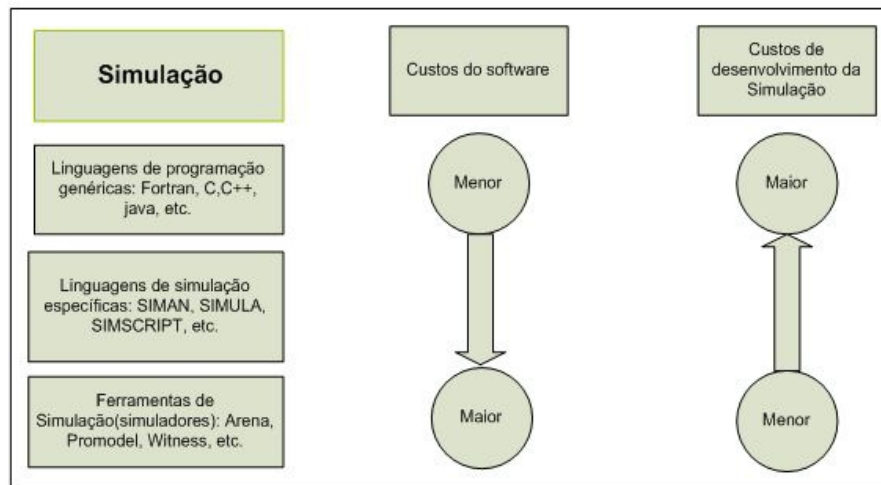 Simulação
Custos do software
Custos de
desenvolvimento da
Simulação
Linguagens de programação
genéricas: Fortran, C,C++,
java, etc.
Menor
Maior
Linguagens de simulação
específicas: SIMAN, SIMULA,
SIMSCRIPT, etc.
Ferramentas de
Simulação(simuladores): Arena,
Promodel, Witness, etc.
Maior
Menor